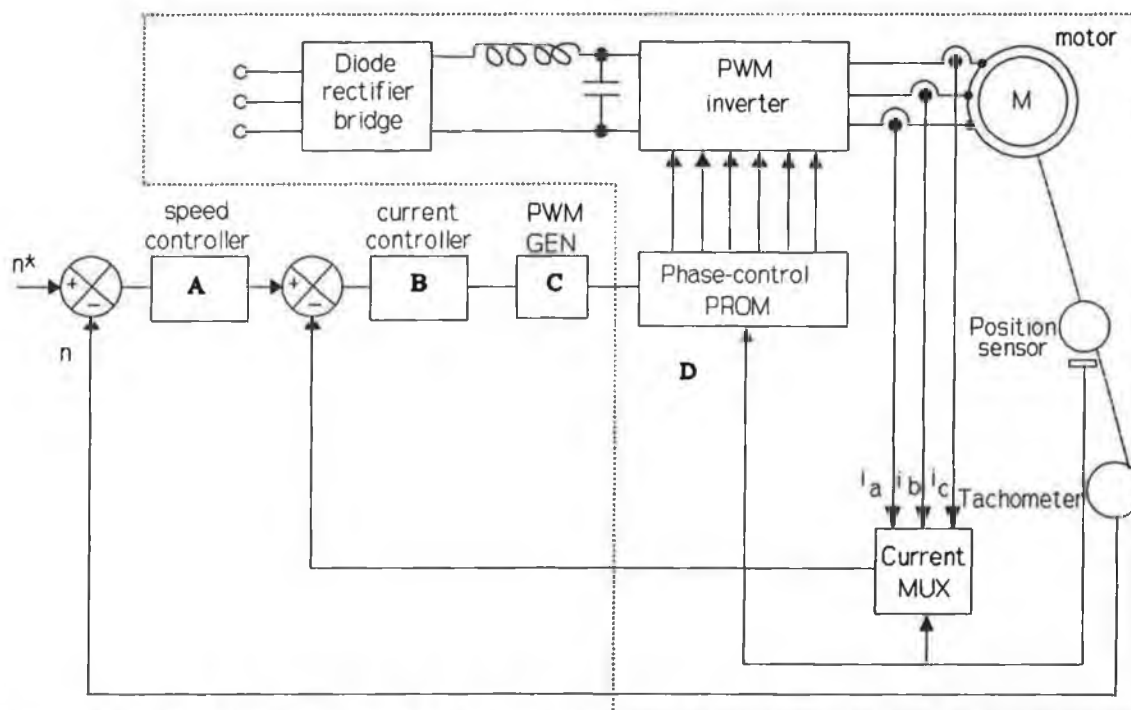 motor
Diode
rectifier
bridge
PWM
inverter
M
speed
controller
current
controller
PWM
GEN
n*
+
−
A
+
−
B
C
Phase-control
PROM
n
D
Position
sensor
ia ib ic
Tachometer
Current
MUX